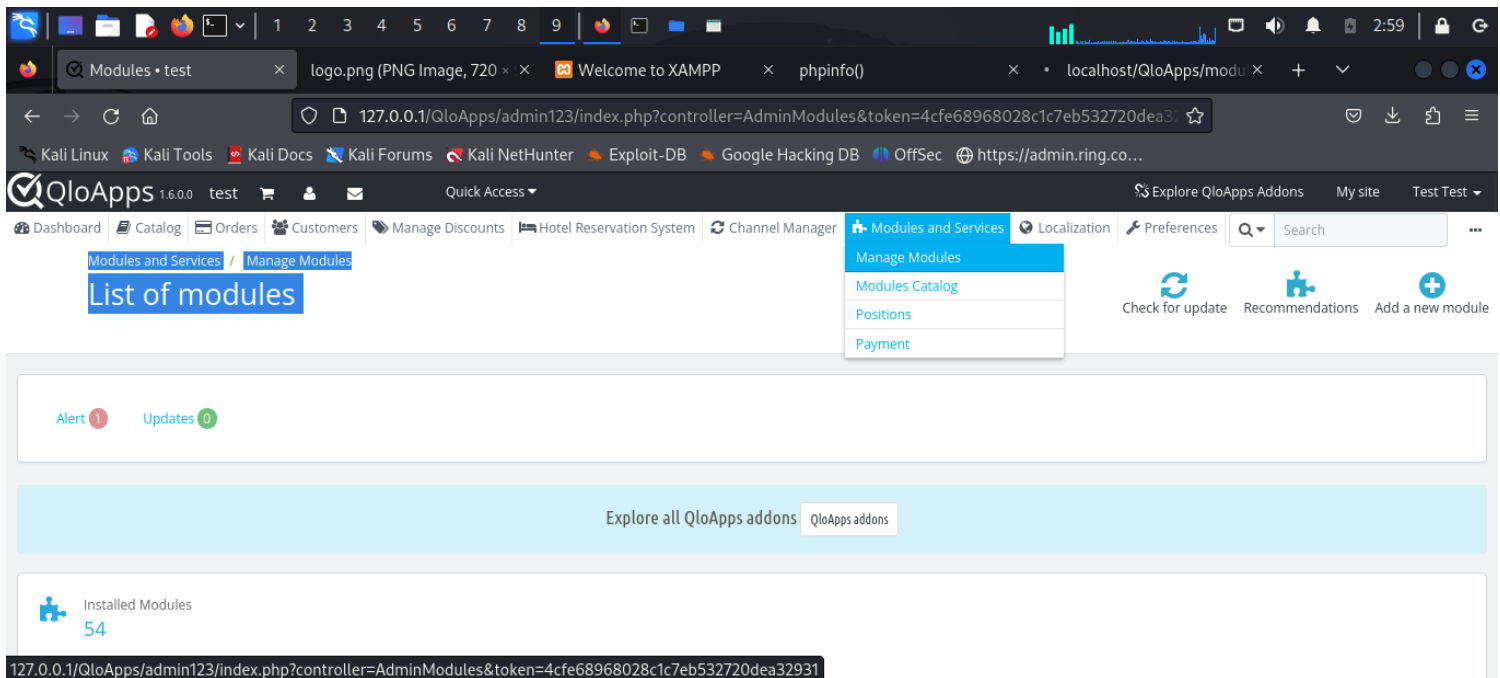 1 2 3 4 5 6 7 8 9 2:59
Modules • test logo.png (PNG Image, 720 × Welcome to XAMPP phpinfo() localhost/QloApps/modul
127.0.0.1/QloApps/admin123/index.php?controller=AdminModules&token=4cfe68968028c1c7eb532720dea3
Kali Linux Kali Tools Kali Docs Kali Forums Kali NetHunter Exploit-DB Google Hacking DB OffSec https://admin.ring.co...
QloApps 1.6.0.0 test Quick Access Explore QloApps Addons My site Test Test
Dashboard Catalog Orders Customers Manage Discounts Hotel Reservation System Channel Manager Modules and Services Localization Preferences Search
Modules and Services / Manage Modules
List of modules
Manage Modules
Modules Catalog
Positions
Payment
Check for update Recommendations Add a new module
Alert 1 Updates 0
Explore all QloApps addons QloApps addons
Installed Modules
54
127.0.0.1/QloApps/admin123/index.php?controller=AdminModules&token=4cfe68968028c1c7eb532720dea32931